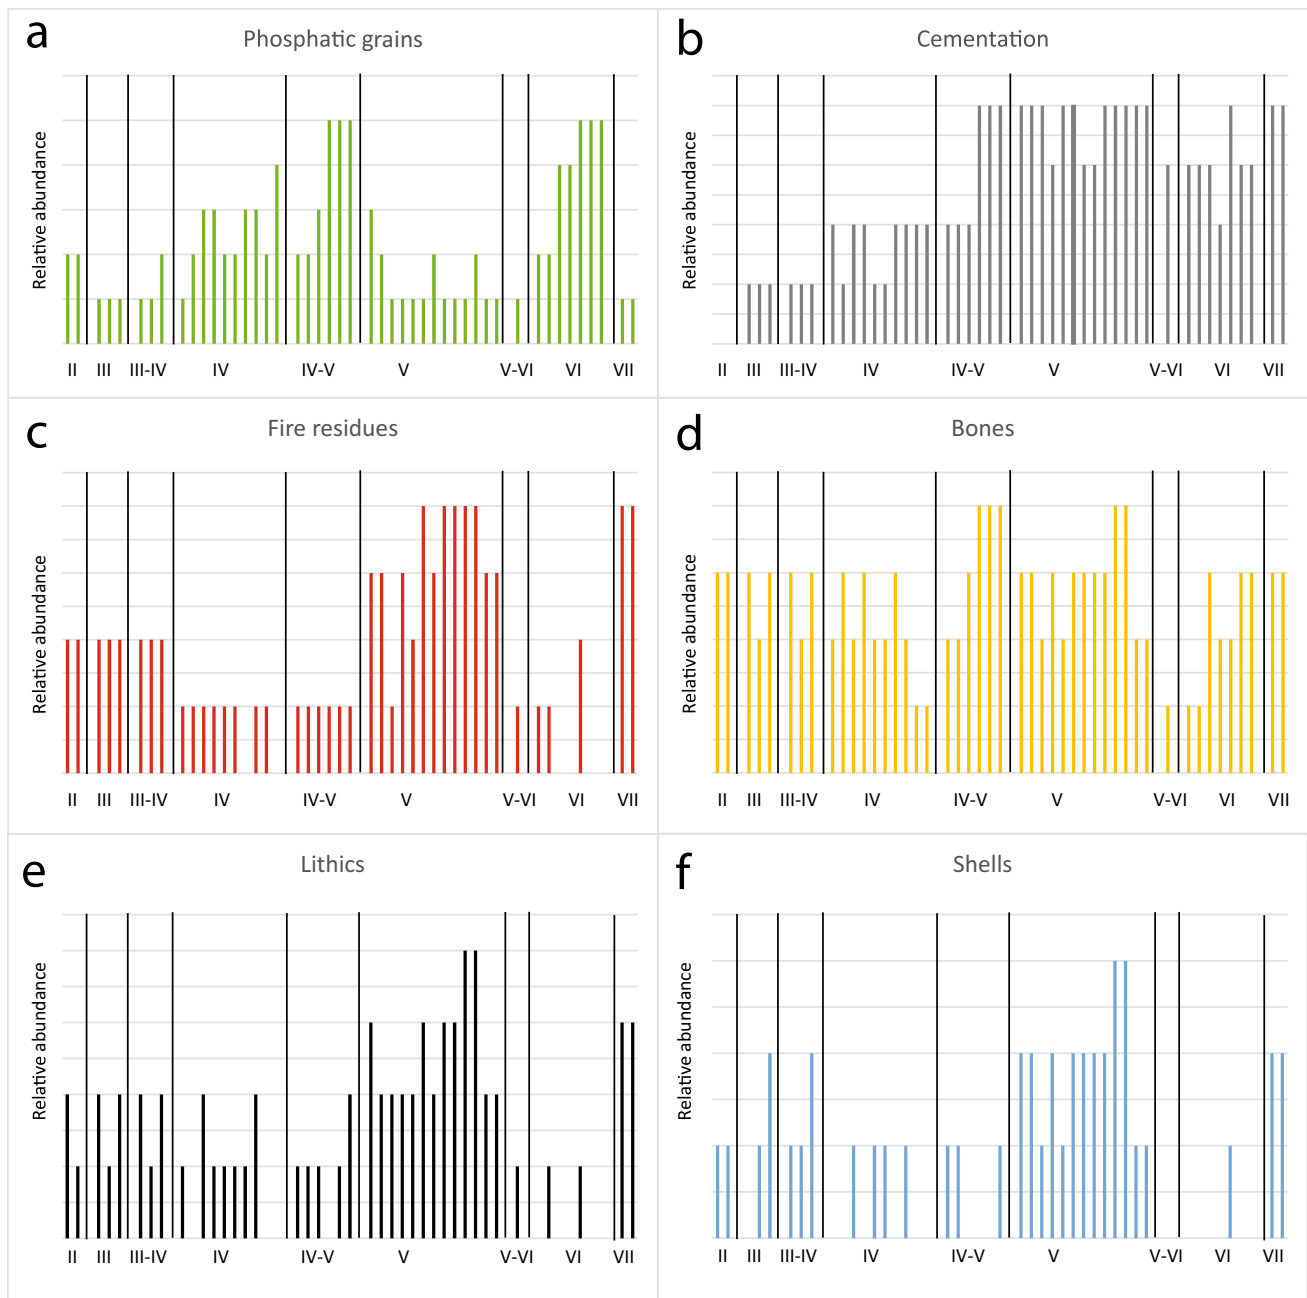 a
Phosphatic grains
Relative abundance
II III III-IV IV IV-V V V-VI VI VII
b
Cementation
Relative abundance
II III III-IV IV IV-V V V-VI VI VII
c
Fire residues
Relative abundance
II III III-IV IV IV-V V V-VI VI VII
d
Bones
Relative abundance
II III III-IV IV IV-V V V-VI VI VII
e
Lithics
Relative abundance
II III III-IV IV IV-V V V-VI VI VII
f
Shells
Relative abundance
II III III-IV IV IV-V V V-VI VI VII